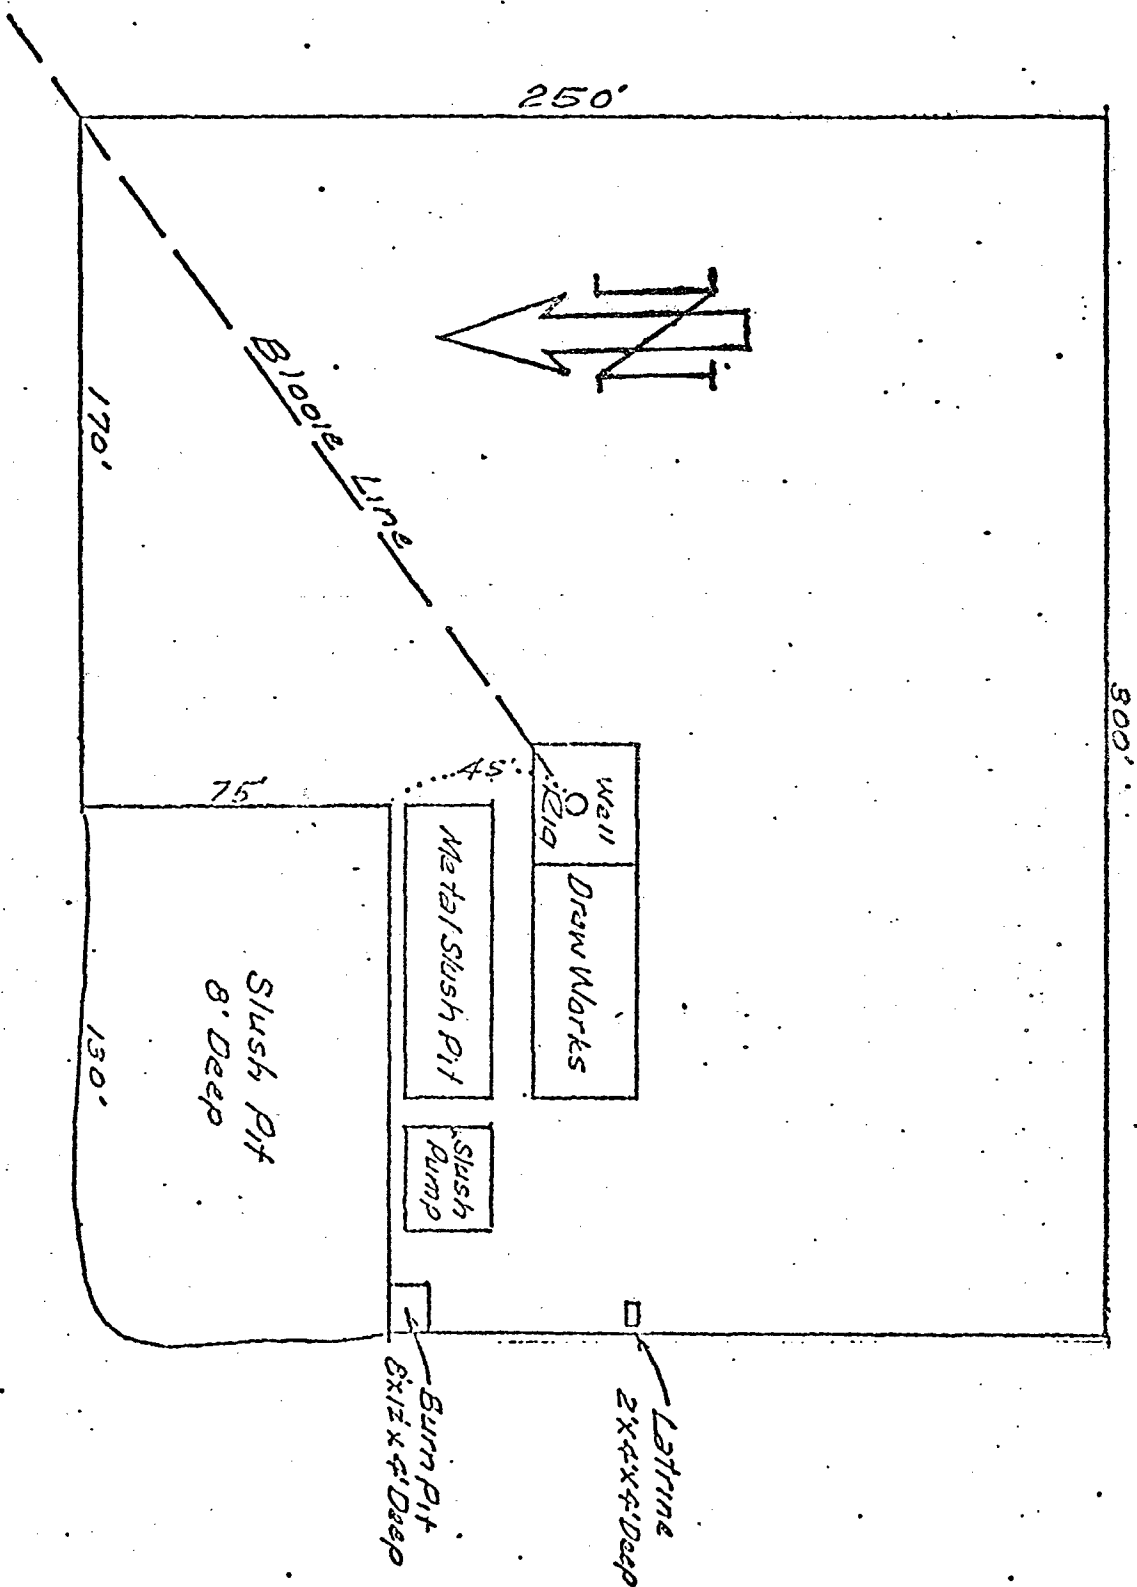 250'
N
300'
Blooie Line
170'
45'
75'
Well
Rig
Draw Works
Metal Slush Pit
Slush
Pump
Slush Pit
8' Deep
130'
Latrine
2'x4'x4' Deep
Burn Pit
8'x12'x4' Deep